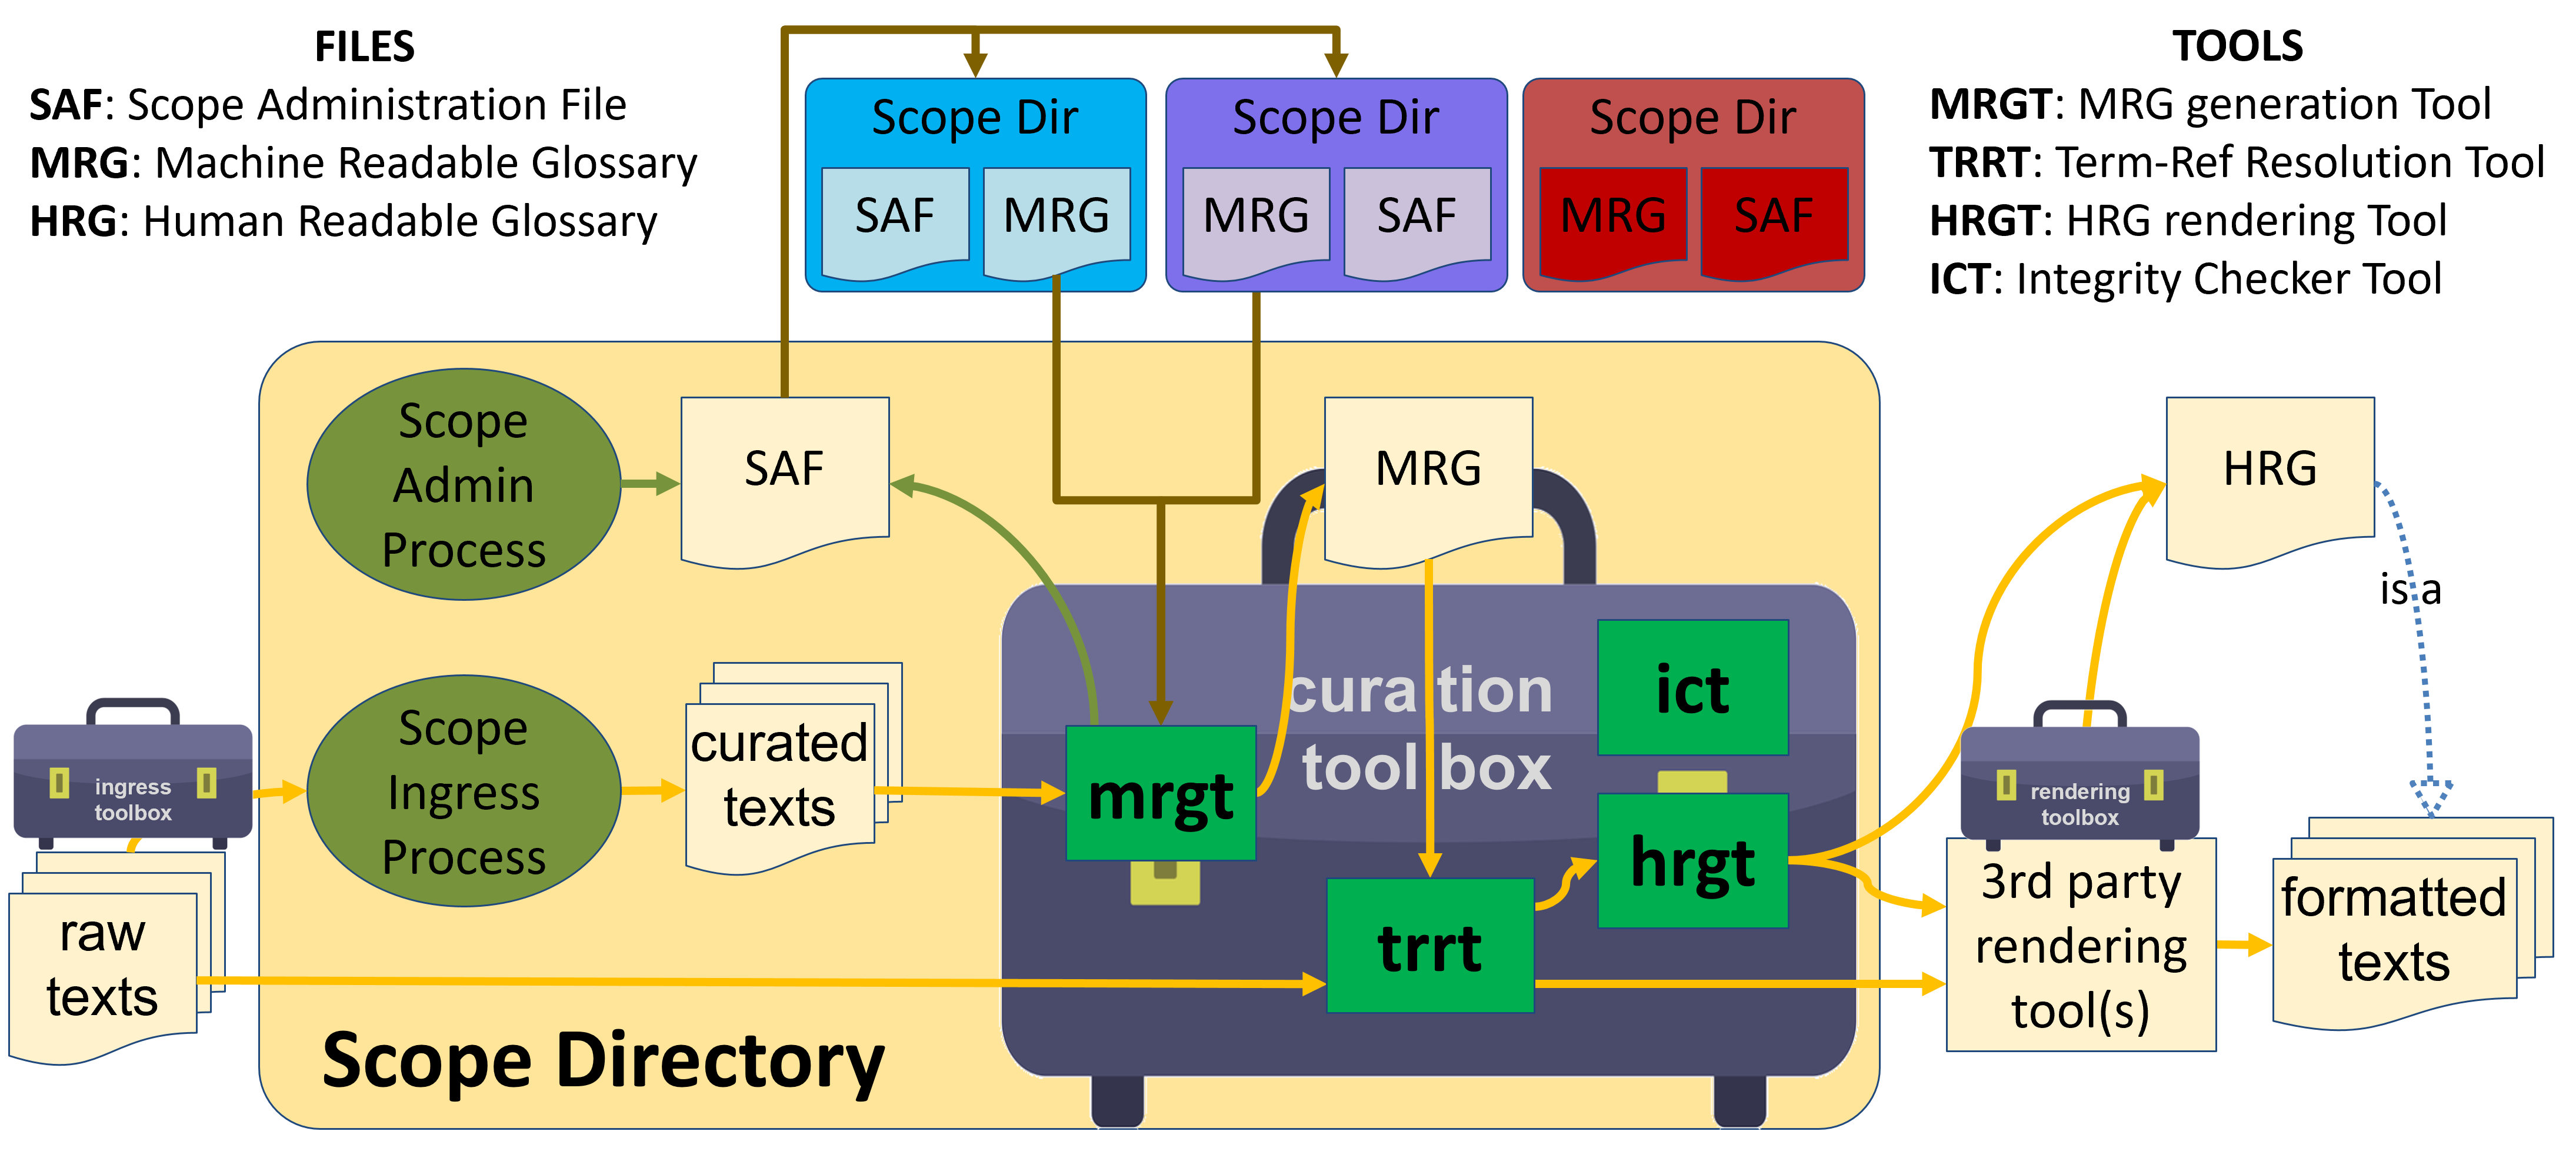 FILES
SAF: Scope Administration File
MRG: Machine Readable Glossary
HRG: Human Readable Glossary
Scope Dir
SAF
MRG
Scope Dir
MRG
SAF
Scope Dir
MRG
SAF
TOOLS
MRGT: MRG generation Tool
TRRT: Term-Ref Resolution Tool
HRGT: HRG rendering Tool
ICT: Integrity Checker Tool
Scope
Admin
Process
SAF
MRG
HRG
is a
ingress
toolbox
Scope
Ingress
Process
curated
texts
curation
tool box
mrgt
ict
hrgt
trrt
rendering
toolbox
3rd party
rendering
tool(s)
formatted
texts
raw
texts
Scope Directory